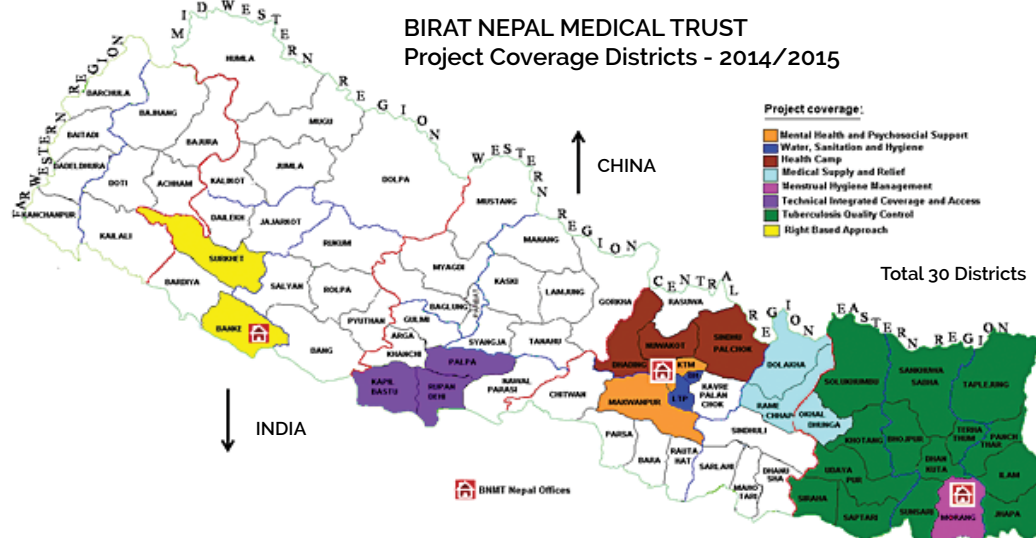 BIRAT NEPAL MEDICAL TRUST
Project Coverage Districts - 2014/2015
MIDWESTERN REGION
FAR WESTERN REGION
WESTERN REGION
CENTRAL REGION
EASTERN REGION
CHINA
INDIA
Project coverage:
Mental Health and Psychosocial Support
Water, Sanitation and Hygiene
Health Camp
Medical Supply and Relief
Menstrual Hygiene Management
Technical Integrated Coverage and Access
Tuberculosis Quality Control
Right Based Approach
Total 30 Districts
HUMLA
BARCHULA
BAJHANG
MUGU
BAITADI
BAJURA
DADELDHURA
DOTI
ACHHAM
KALIKOT
JUMLA
DOLPA
KANCHANPUR
KAILALI
DAILEKH
JAJARKOT
RUKUM
MUSTANG
MANANG
SURKHET
BARDIYA
SALYAN
ROLPA
MYAGDI
KASKI
LAMJUNG
BANKE
DANG
PYUTHAN
BAGLUNG
GULMI
ARGA
KHANCHI
SYANGJA
TANAHU
GORKHA
RASUWA
KAPIL
BASTU
RUPAN
DEHI
PALPA
NAWAL
PARASI
CHITWAN
DHADING
NUWAKOT
SINDHU
PALCHOK
KTM
BH
LTP
KAVRE
PALAN
CHOK
MAKWANPUR
DOLAKHA
RAME
CHHAP
OKHAL
DHUNGA
SINDHULI
PARSA
BARA
RAUTA
HAT
SARLAHI
MAHO
TARI
DHANU
SHA
SOLUKHUMBU
SANKHUWA
SABHA
TAPLEJUNG
KHOTANG
BHOJPUR
TERHA
THUM
PANCH
THAR
DHAN
KUTA
ILAM
UDAYA
PUR
SIRAHA
SAPTARI
SUNSARI
MORANG
JHAPA
BNMT Nepal Offices